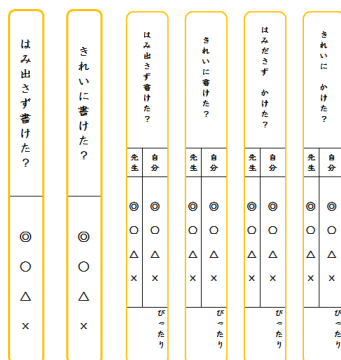 はみ出さず書けた？
◎
○
△
×
きれいに書けた？
◎
○
△
×
はみ出さず書けた？
先生 自分
◎ ◎
○ ○
△ △
× ×
ぴったり
きれいに書けた？
先生 自分
◎ ◎
○ ○
△ △
× ×
ぴったり
はみださず　かけた？
先生 自分
◎ ◎
○ ○
△ △
× ×
ぴったり
きれいに　かけた？
先生 自分
◎ ◎
○ ○
△ △
× ×
ぴったり